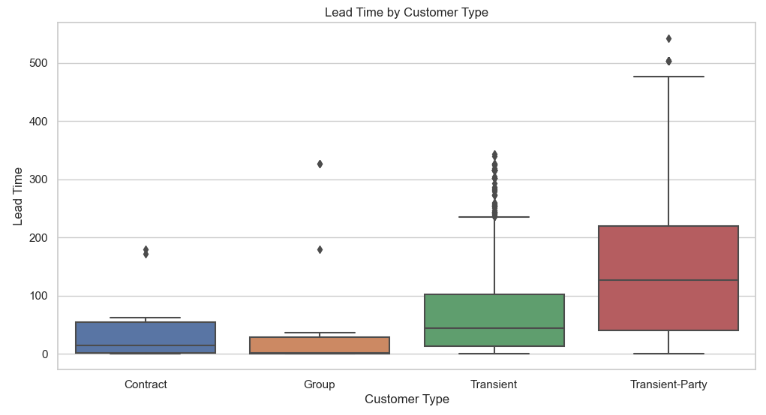 Lead Time by Customer Type
Lead Time
500
400
300
200
100
0
Contract Group Transient Transient-Party
Customer Type